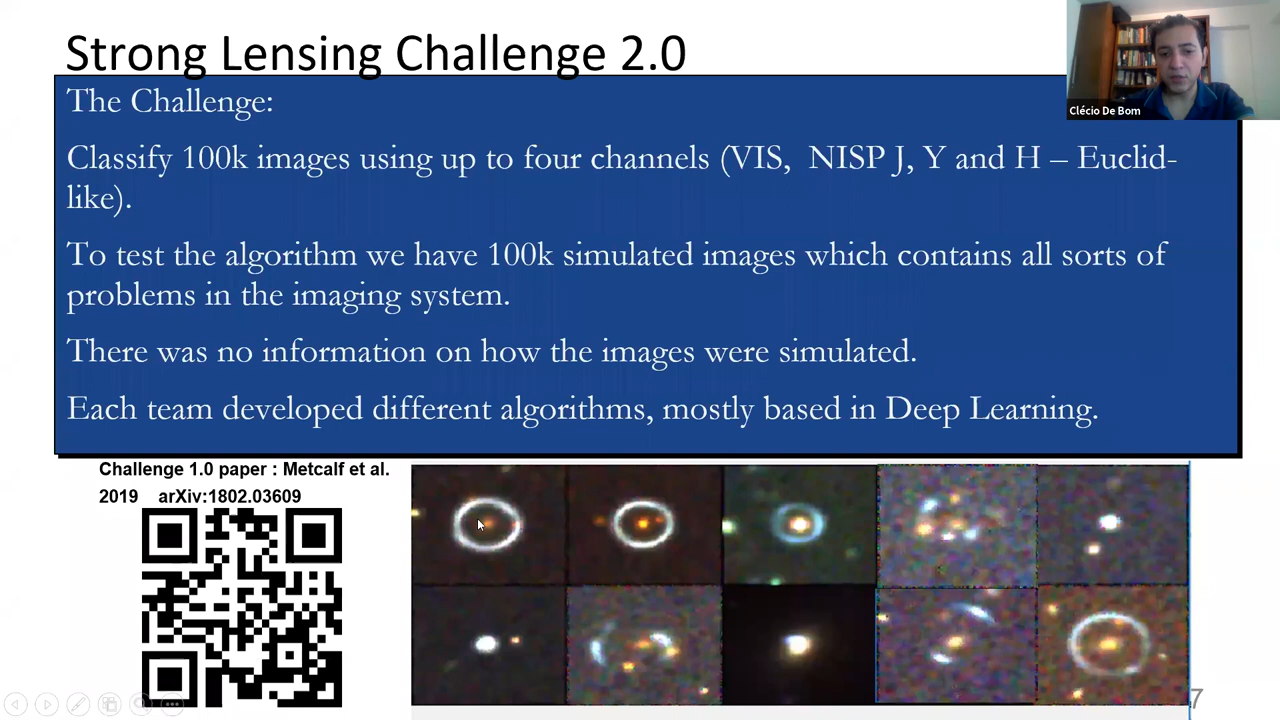 Strong Lensing Challenge 2.0
Clécio De Bom
The Challenge:
Classify 100k images using up to four channels (VIS, NISP J, Y and H – Euclid-
like).
To test the algorithm we have 100k simulated images which contains all sorts of
problems in the imaging system.
There was no information on how the images were simulated.
Each team developed different algorithms, mostly based in Deep Learning.
Challenge 1.0 paper : Metcalf et al.
2019 arXiv:1802.03609
7